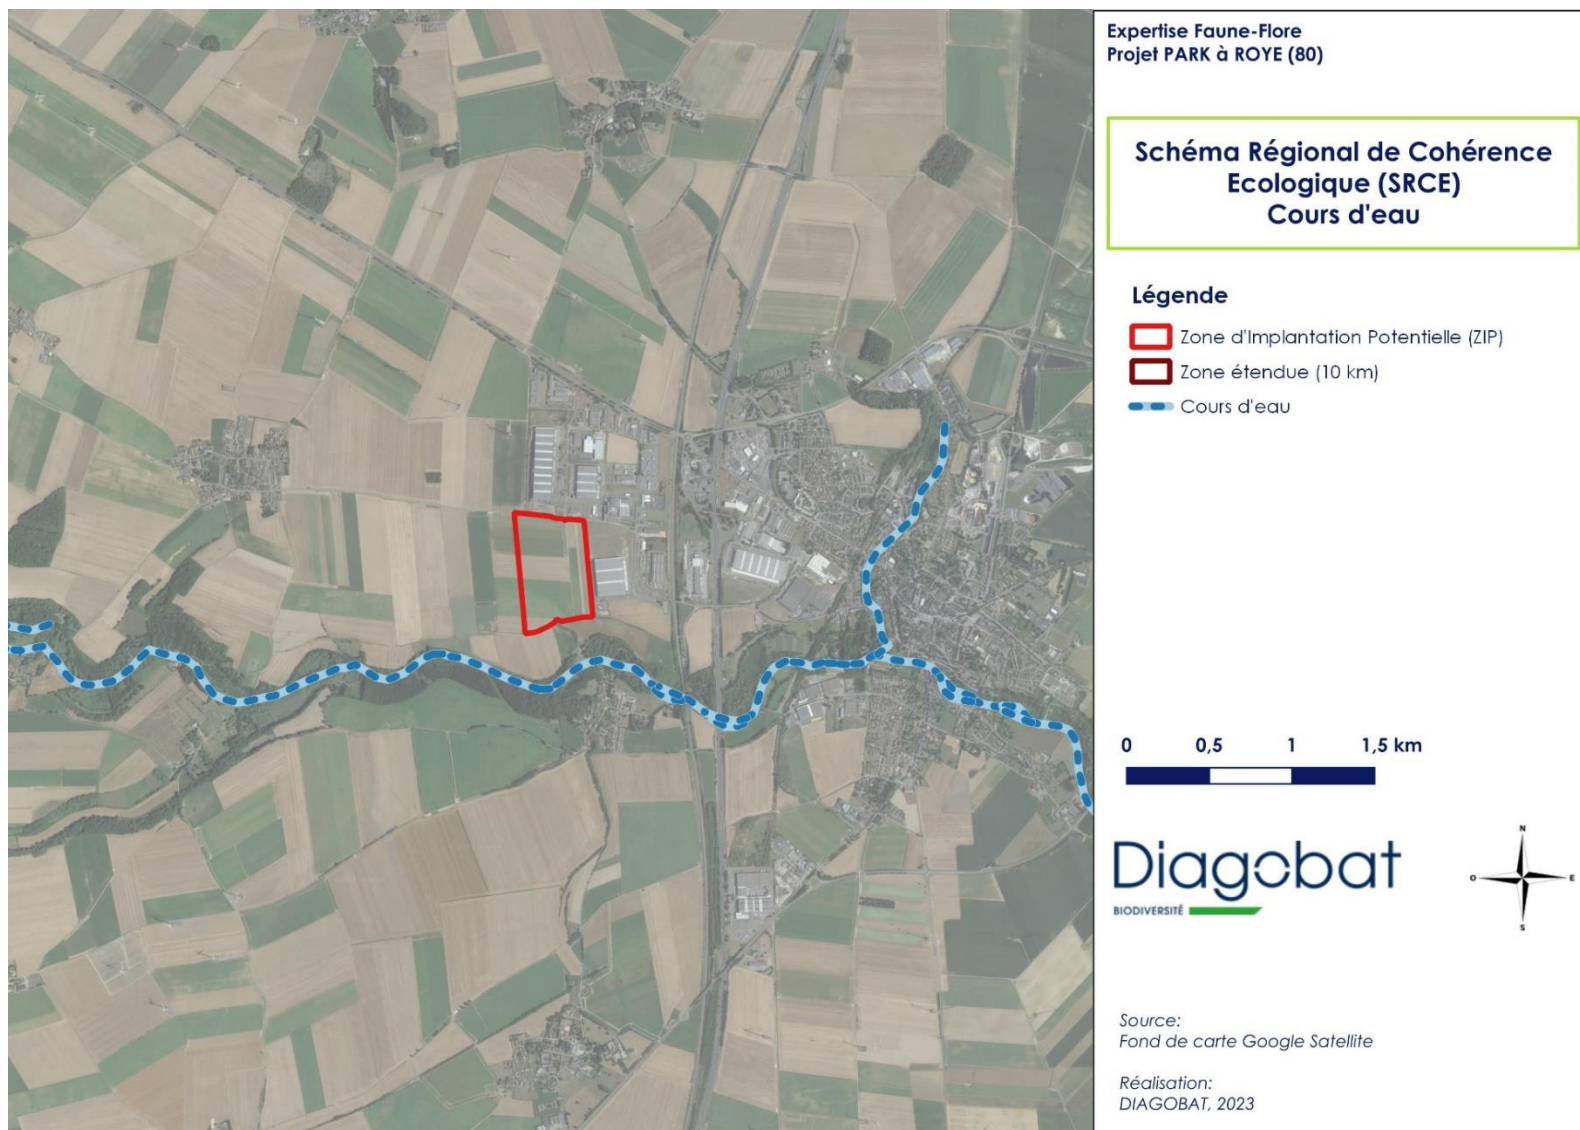 Expertise Faune-Flore
Projet PARK à ROYE (80)
Schéma Régional de Cohérence
Ecologique (SRCE)
Cours d'eau
Légende
Zone d'Implantation Potentielle (ZIP)
Zone étendue (10 km)
Cours d'eau
0 0,5 1 1,5 km
Diagobat
BIODIVERSITÉ
N
O E
S
Source:
Fond de carte Google Satellite
Réalisation:
DIAGOBAT, 2023